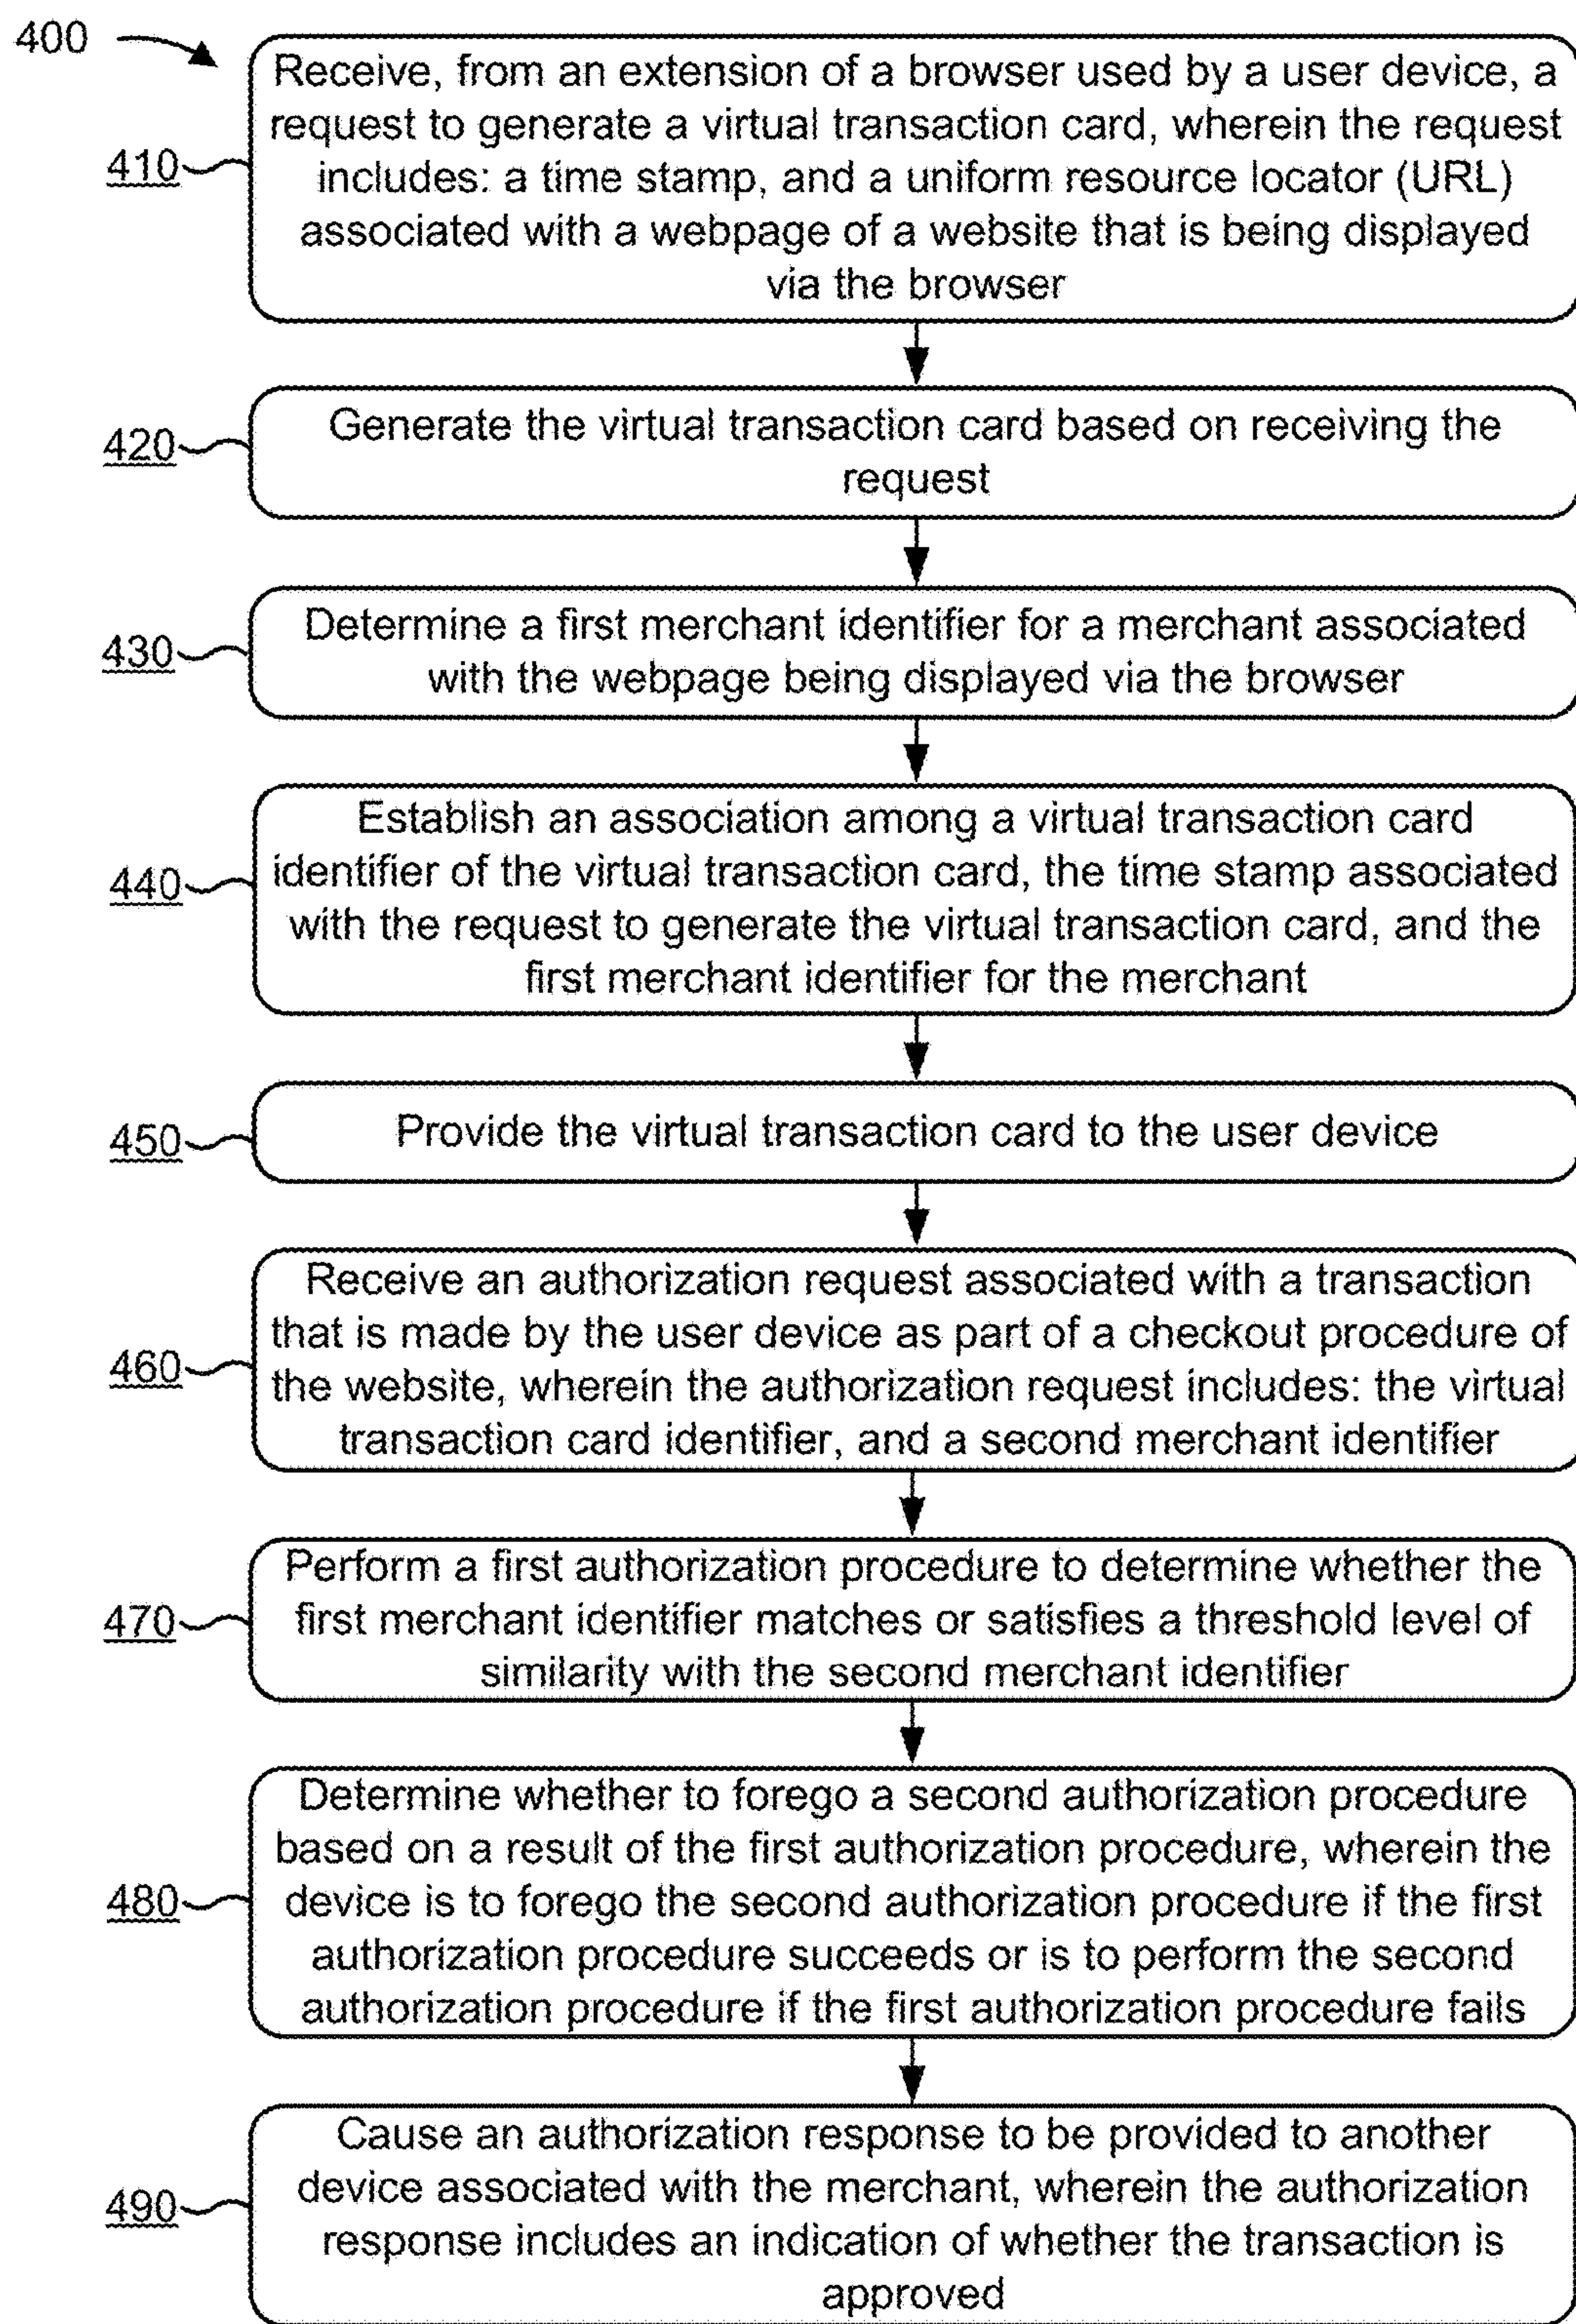 400
Receive, from an extension of a browser used by a user device, a
request to generate a virtual transaction card, wherein the request
includes: a time stamp, and a uniform resource locator (URL)
associated with a webpage of a website that is being displayed
via the browser
410
Generate the virtual transaction card based on receiving the
request
420
Determine a first merchant identifier for a merchant associated
with the webpage being displayed via the browser
430
Establish an association among a virtual transaction card
identifier of the virtual transaction card, the time stamp associated
with the request to generate the virtual transaction card, and the
first merchant identifier for the merchant
440
Provide the virtual transaction card to the user device
450
Receive an authorization request associated with a transaction
that is made by the user device as part of a checkout procedure of
the website, wherein the authorization request includes: the virtual
transaction card identifier, and a second merchant identifier
460
Perform a first authorization procedure to determine whether the
first merchant identifier matches or satisfies a threshold level of
similarity with the second merchant identifier
470
Determine whether to forego a second authorization procedure
based on a result of the first authorization procedure, wherein the
device is to forego the second authorization procedure if the first
authorization procedure succeeds or is to perform the second
authorization procedure if the first authorization procedure fails
480
Cause an authorization response to be provided to another
device associated with the merchant, wherein the authorization
response includes an indication of whether the transaction is
approved
490